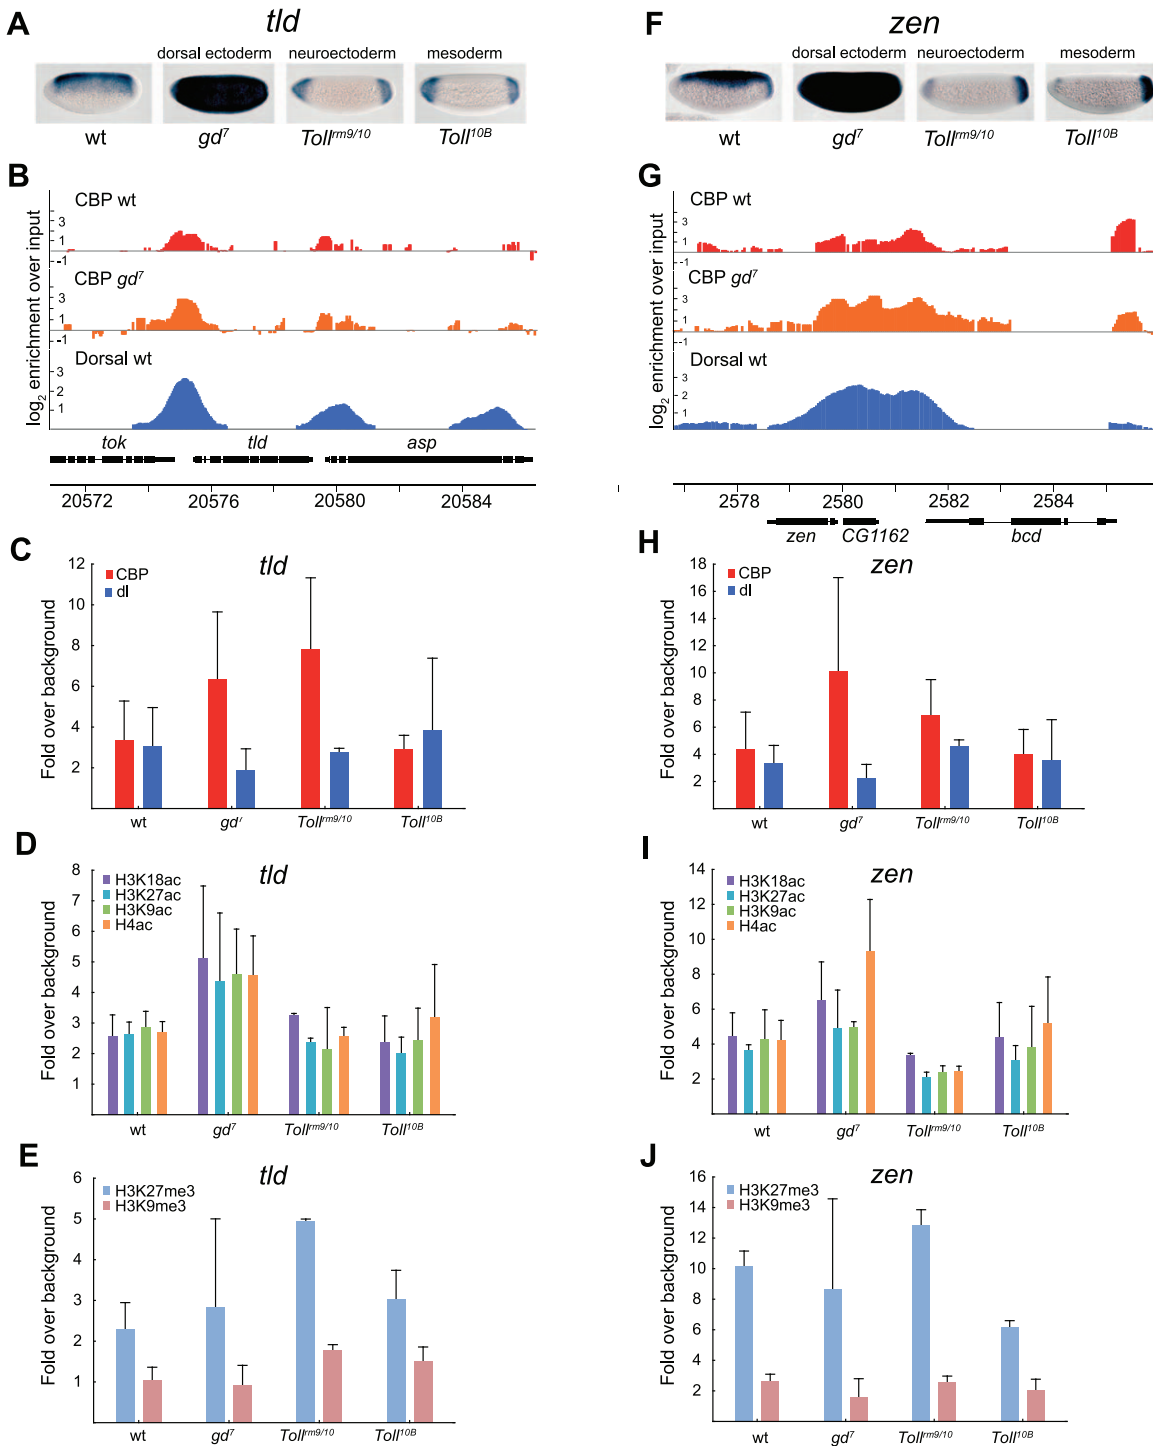 A
tld
dorsal ectoderm
neuroectoderm
mesoderm
wt
gd7
Tollrm9/10
Toll10B
B
log2 enrichment over input
CBP wt
3
1
-1
CBP gd7
3
1
-1
Dorsal wt
3
2
1
tok
tld
asp
20572
20576
20580
20584
C
tld
CBP
dl
Fold over background
12
10
8
6
4
2
wt
gd7
Tollrm9/10
Toll10B
D
tld
H3K18ac
H3K27ac
H3K9ac
H4ac
Fold over background
8
7
6
5
4
3
2
1
wt
gd7
Tollrm9/10
Toll10B
E
tld
H3K27me3
H3K9me3
Fold over background
6
5
4
3
2
1
wt
gd7
Tollrm9/10
Toll10B
F
zen
dorsal ectoderm
neuroectoderm
mesoderm
wt
gd7
Tollrm9/10
Toll10B
G
log2 enrichment over input
CBP wt
3
1
-1
CBP gd7
3
1
-1
Dorsal wt
3
2
1
2578
2580
2582
2584
zen
CG1162
bcd
H
zen
CBP
dl
Fold over background
18
16
14
12
10
8
6
4
2
wt
gd7
Tollrm9/10
Toll10B
I
zen
H3K18ac
H3K27ac
H3K9ac
H4ac
Fold over background
14
12
10
8
6
4
2
wt
gd7
Tollrm9/10
Toll10B
J
zen
H3K27me3
H3K9me3
Fold over background
16
14
12
10
8
6
4
2
wt
gd7
Tollrm9/10
Toll10B